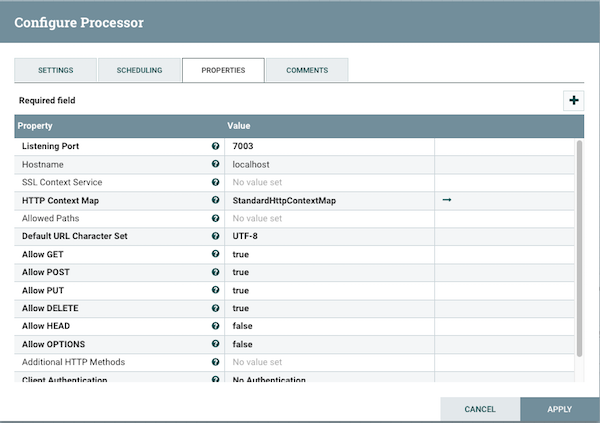 Configure Processor
SETTINGS SCHEDULING PROPERTIES COMMENTS
Required field
Property Value
Listening Port 7003
Hostname localhost
SSL Context Service No value set
HTTP Context Map StandardHttpContextMap
Allowed Paths No value set
Default URL Character Set UTF-8
Allow GET true
Allow POST true
Allow PUT true
Allow DELETE true
Allow HEAD false
Allow OPTIONS false
Additional HTTP Methods No value set
Client Authentication No Authentication
CANCEL APPLY